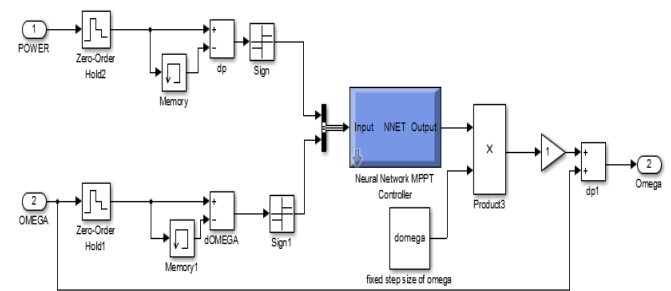 1
POWER
Zero-Order
Hold2
Memory
+
−
dp
Sign
Input NNET Output
Neural Network MPPT
Controller
X
Product3
1
+
+
dp1
2
Omega
2
OMEGA
Zero-Order
Hold1
Memory1
+
−
dOMEGA
Sign1
domega
fixed step size of omega